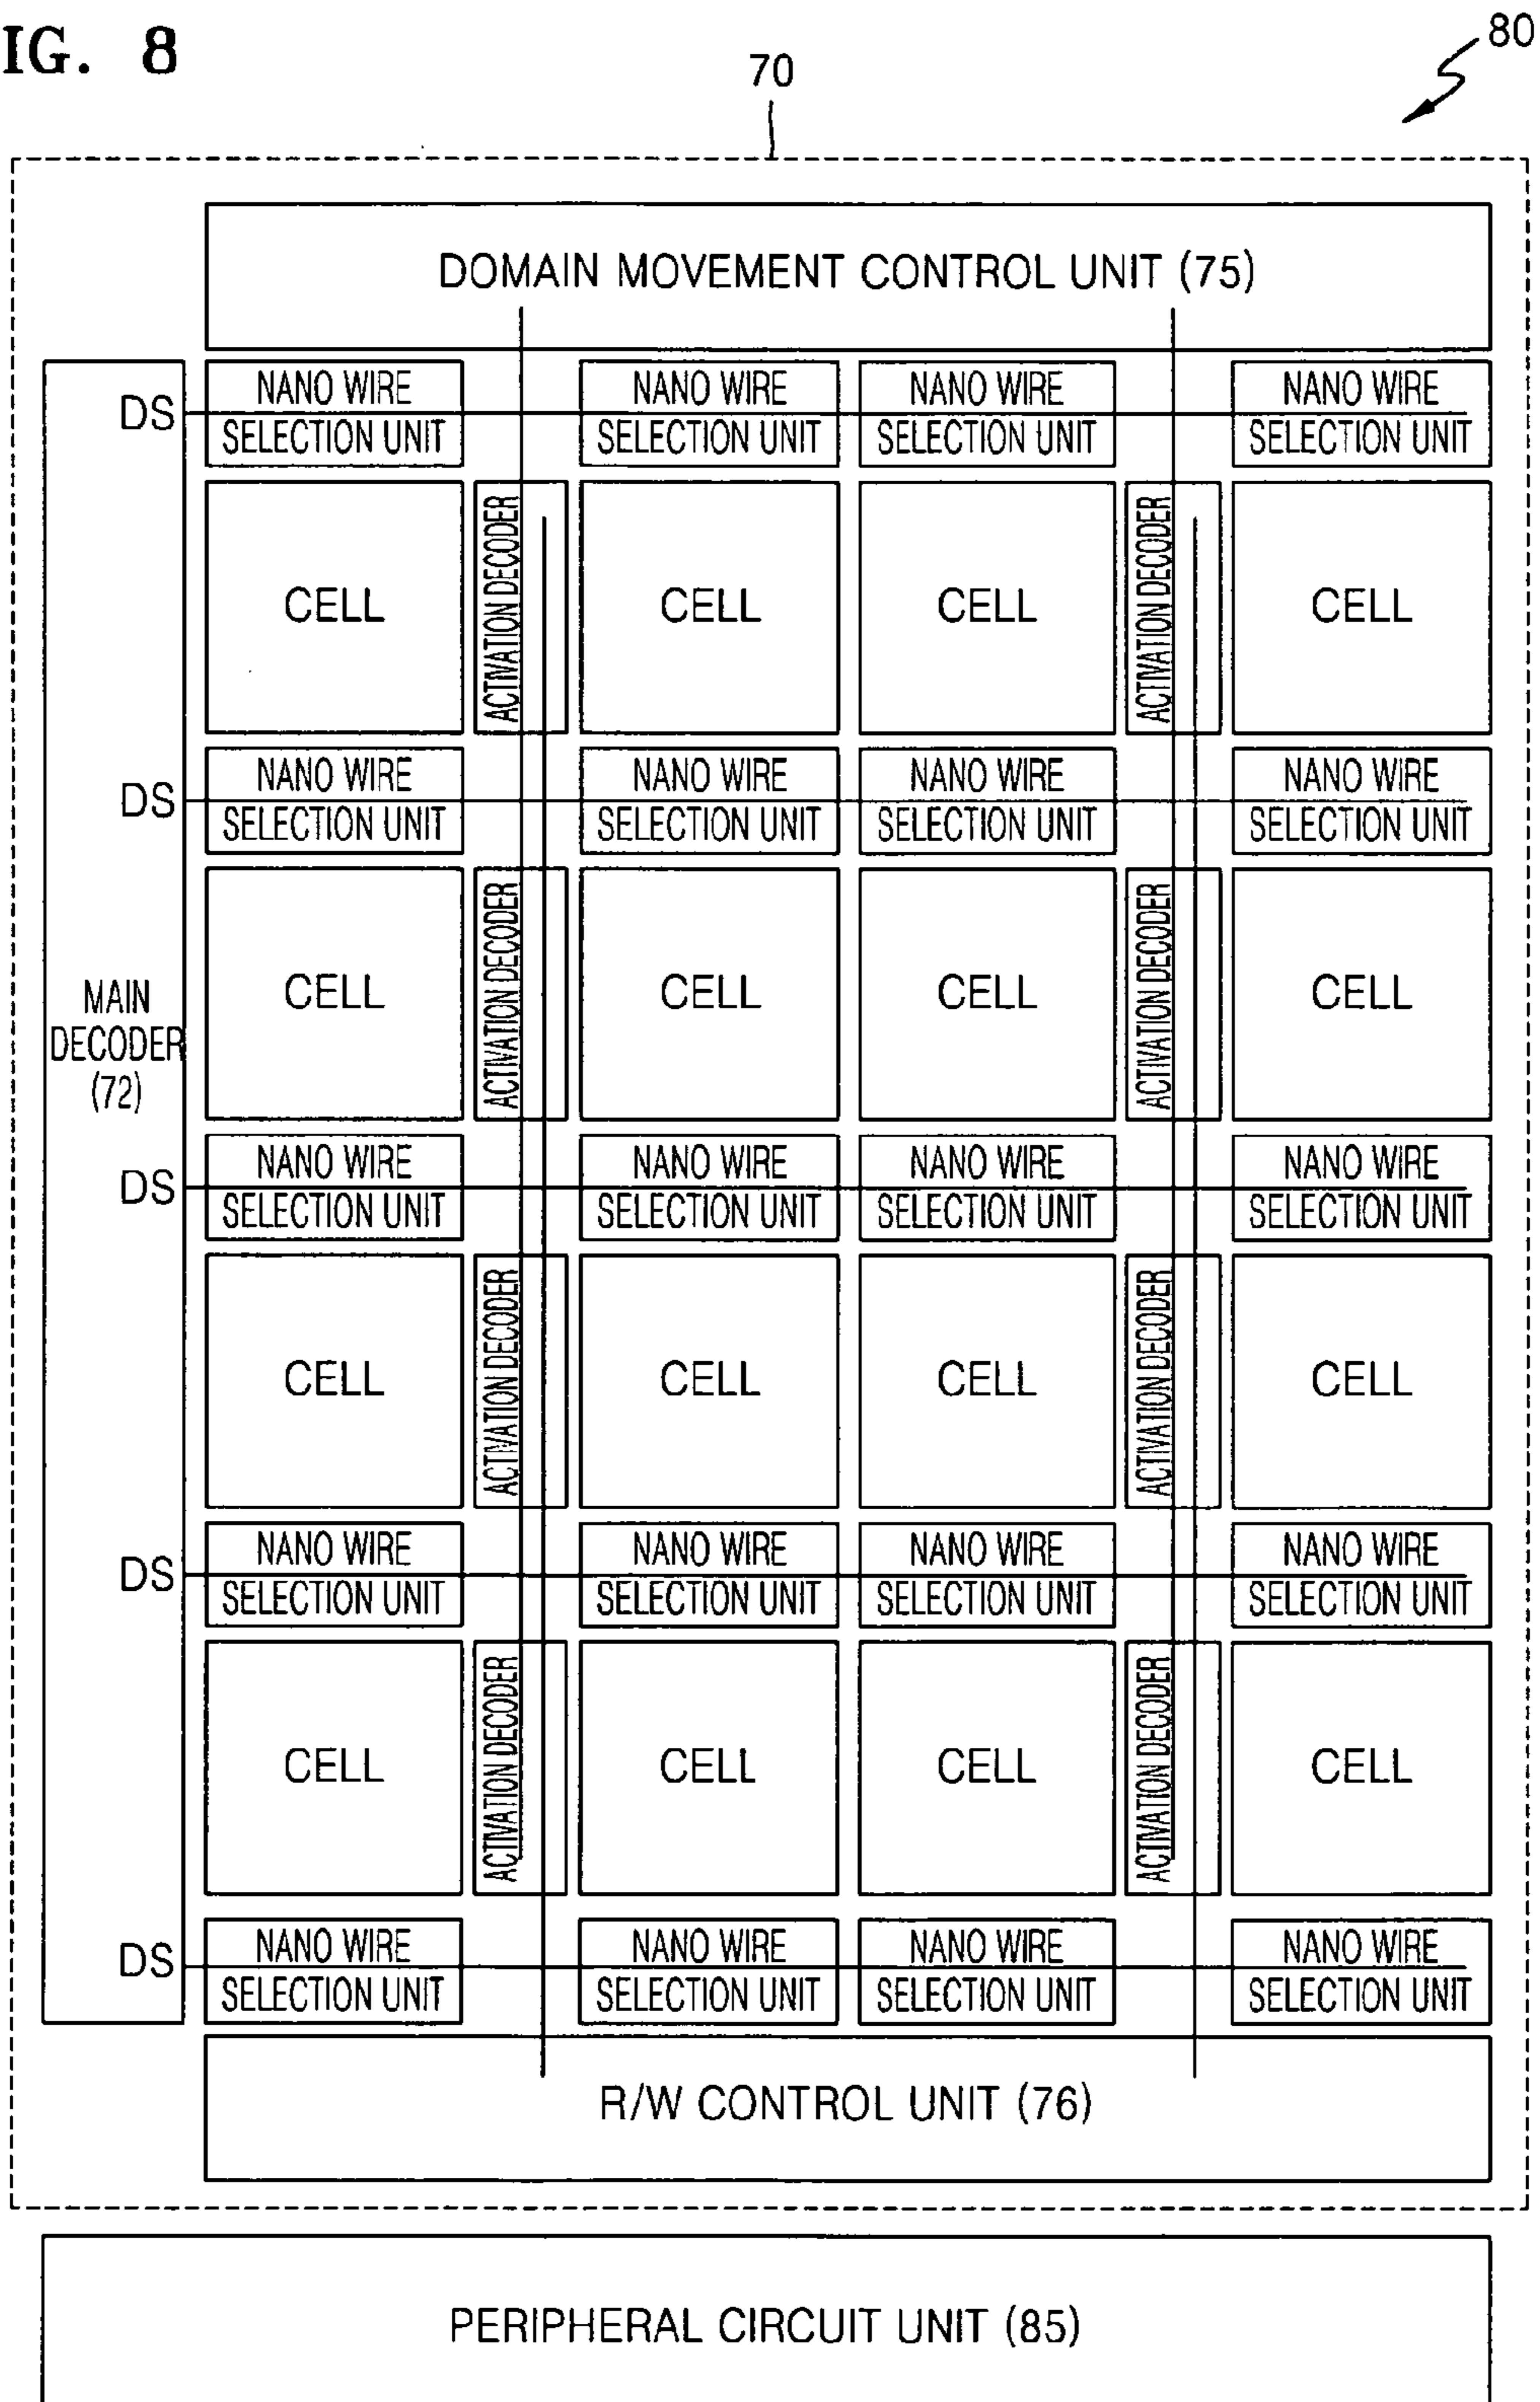 IG. 8
80
70
DOMAIN MOVEMENT CONTROL UNIT (75)
DS
NANO WIRE
SELECTION UNIT
NANO WIRE
SELECTION UNIT
NANO WIRE
SELECTION UNIT
NANO WIRE
SELECTION UNIT
CELL
ACTIVATION DECODER
CELL
CELL
ACTIVATION DECODER
CELL
DS
NANO WIRE
SELECTION UNIT
NANO WIRE
SELECTION UNIT
NANO WIRE
SELECTION UNIT
NANO WIRE
SELECTION UNIT
MAIN
DECODER
(72)
CELL
ACTIVATION DECODER
CELL
CELL
ACTIVATION DECODER
CELL
DS
NANO WIRE
SELECTION UNIT
NANO WIRE
SELECTION UNIT
NANO WIRE
SELECTION UNIT
NANO WIRE
SELECTION UNIT
CELL
ACTIVATION DECODER
CELL
CELL
ACTIVATION DECODER
CELL
DS
NANO WIRE
SELECTION UNIT
NANO WIRE
SELECTION UNIT
NANO WIRE
SELECTION UNIT
NANO WIRE
SELECTION UNIT
CELL
ACTIVATION DECODER
CELL
CELL
ACTIVATION DECODER
CELL
DS
NANO WIRE
SELECTION UNIT
NANO WIRE
SELECTION UNIT
NANO WIRE
SELECTION UNIT
NANO WIRE
SELECTION UNIT
R/W CONTROL UNIT (76)
PERIPHERAL CIRCUIT UNIT (85)